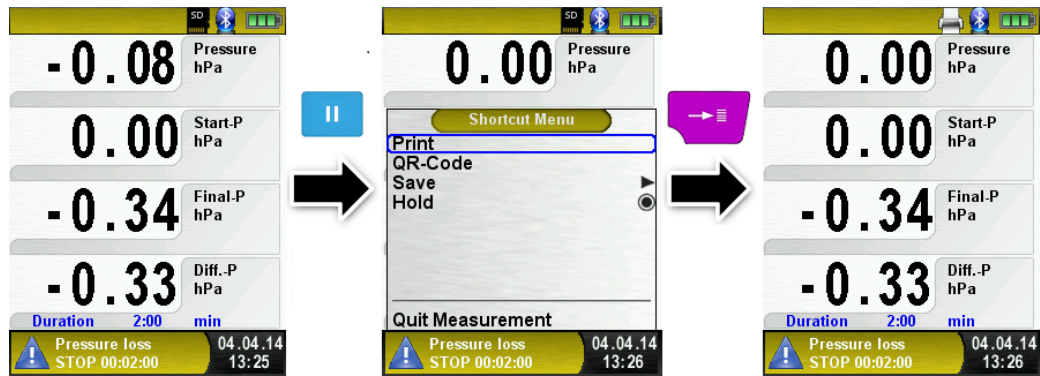 SD
- 0.08 Pressure
hPa
0.00 Start-P
hPa
- 0.34 Final-P
hPa
- 0.33 Diff.-P
hPa
Duration 2:00 min
Pressure loss 04.04.14
STOP 00:02:00 13:25
SD
0.00 Pressure
hPa
Shortcut Menu
Print
QR-Code
Save
Hold
Quit Measurement
Pressure loss 04.04.14
STOP 00:02:00 13:26
0.00 Pressure
hPa
0.00 Start-P
hPa
- 0.34 Final-P
hPa
- 0.33 Diff.-P
hPa
Duration 2:00 min
Pressure loss 04.04.14
STOP 00:02:00 13:26